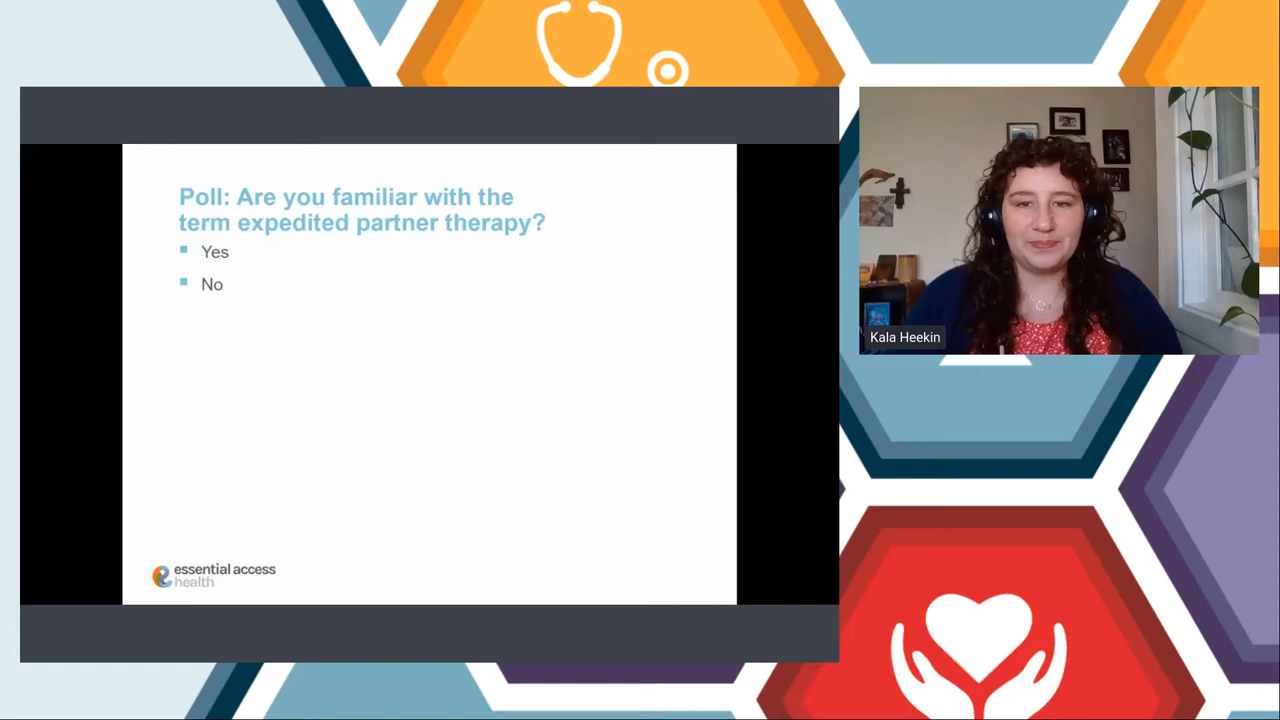 Poll: Are you familiar with the
term expedited partner therapy?
Yes
No
essential access
health
Kala Heekin